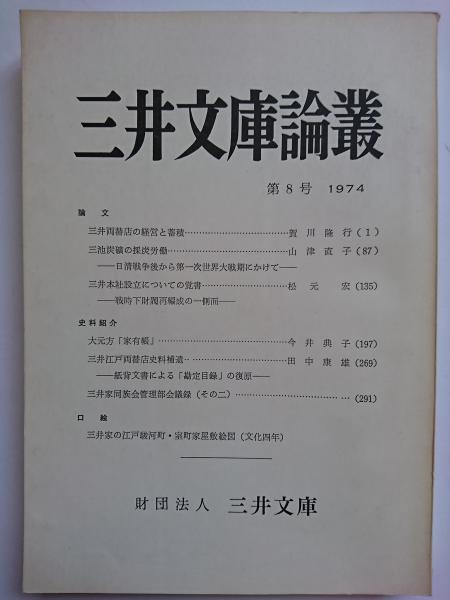 三井文庫論叢
第8号 1974
論文
三井両替店の経営と蓄積……………………………賀川隆行(1)
三池炭礦の採炭労働……………………………山津直子(87)
――日清戦争後から第一次世界大戦期にかけて――
三井本社設立についての覚書……………………………松元宏(135)
――戦時下財閥再編成の一側面――
史料紹介
大元方「家有帳」……………………………今井典子(197)
三井江戸両替店史料補遺……………………………田中康雄(269)
――紙背文書による「勘定目録」の復原――
三井家同族会管理部会議録(その二)……………………………(291)
口絵
三井家の江戸駿河町・室町家屋敷絵図(文化四年)
財団法人 三井文庫